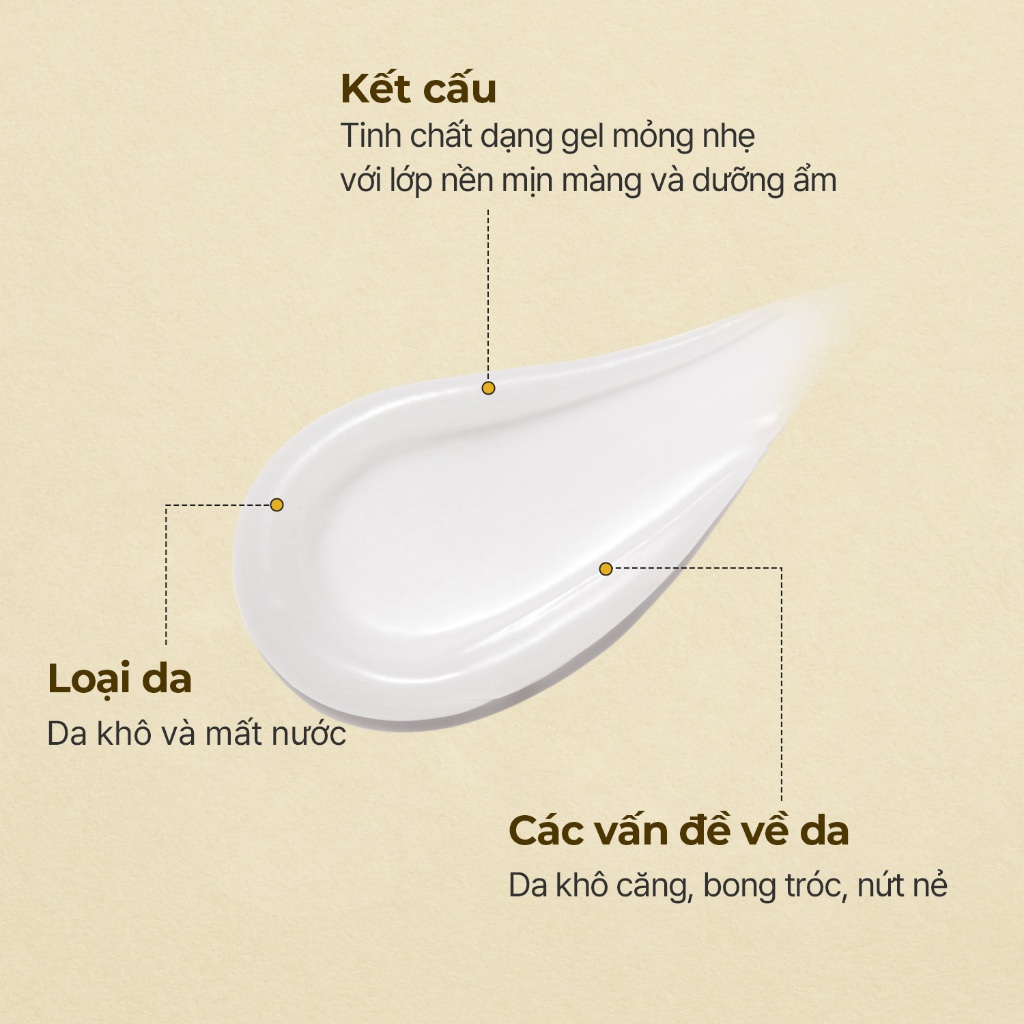 Kết cấu
Tinh chất dạng gel mỏng nhẹ
với lớp nền mịn màng và dưỡng ẩm
Loại da
Da khô và mất nước
Các vấn đề về da
Da khô căng, bong tróc, nứt nẻ